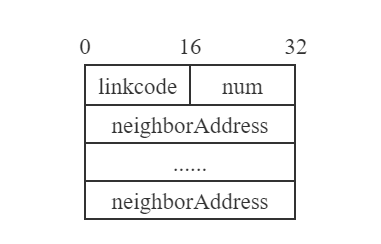 0 16 32
linkcode num
neighborAddress
......
neighborAddress